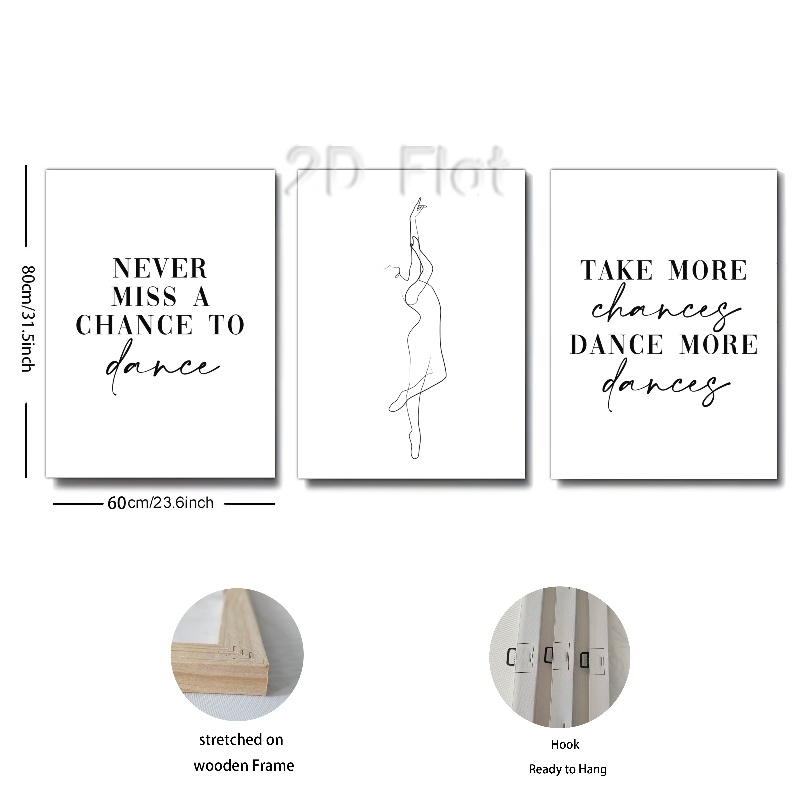 2D Flat
80cm/31.5inch
NEVER
MISS A
CHANCE TO
dance
TAKE MORE
chances
DANCE MORE
dances
60cm/23.6inch
stretched on
wooden Frame
Hook
Ready to Hang